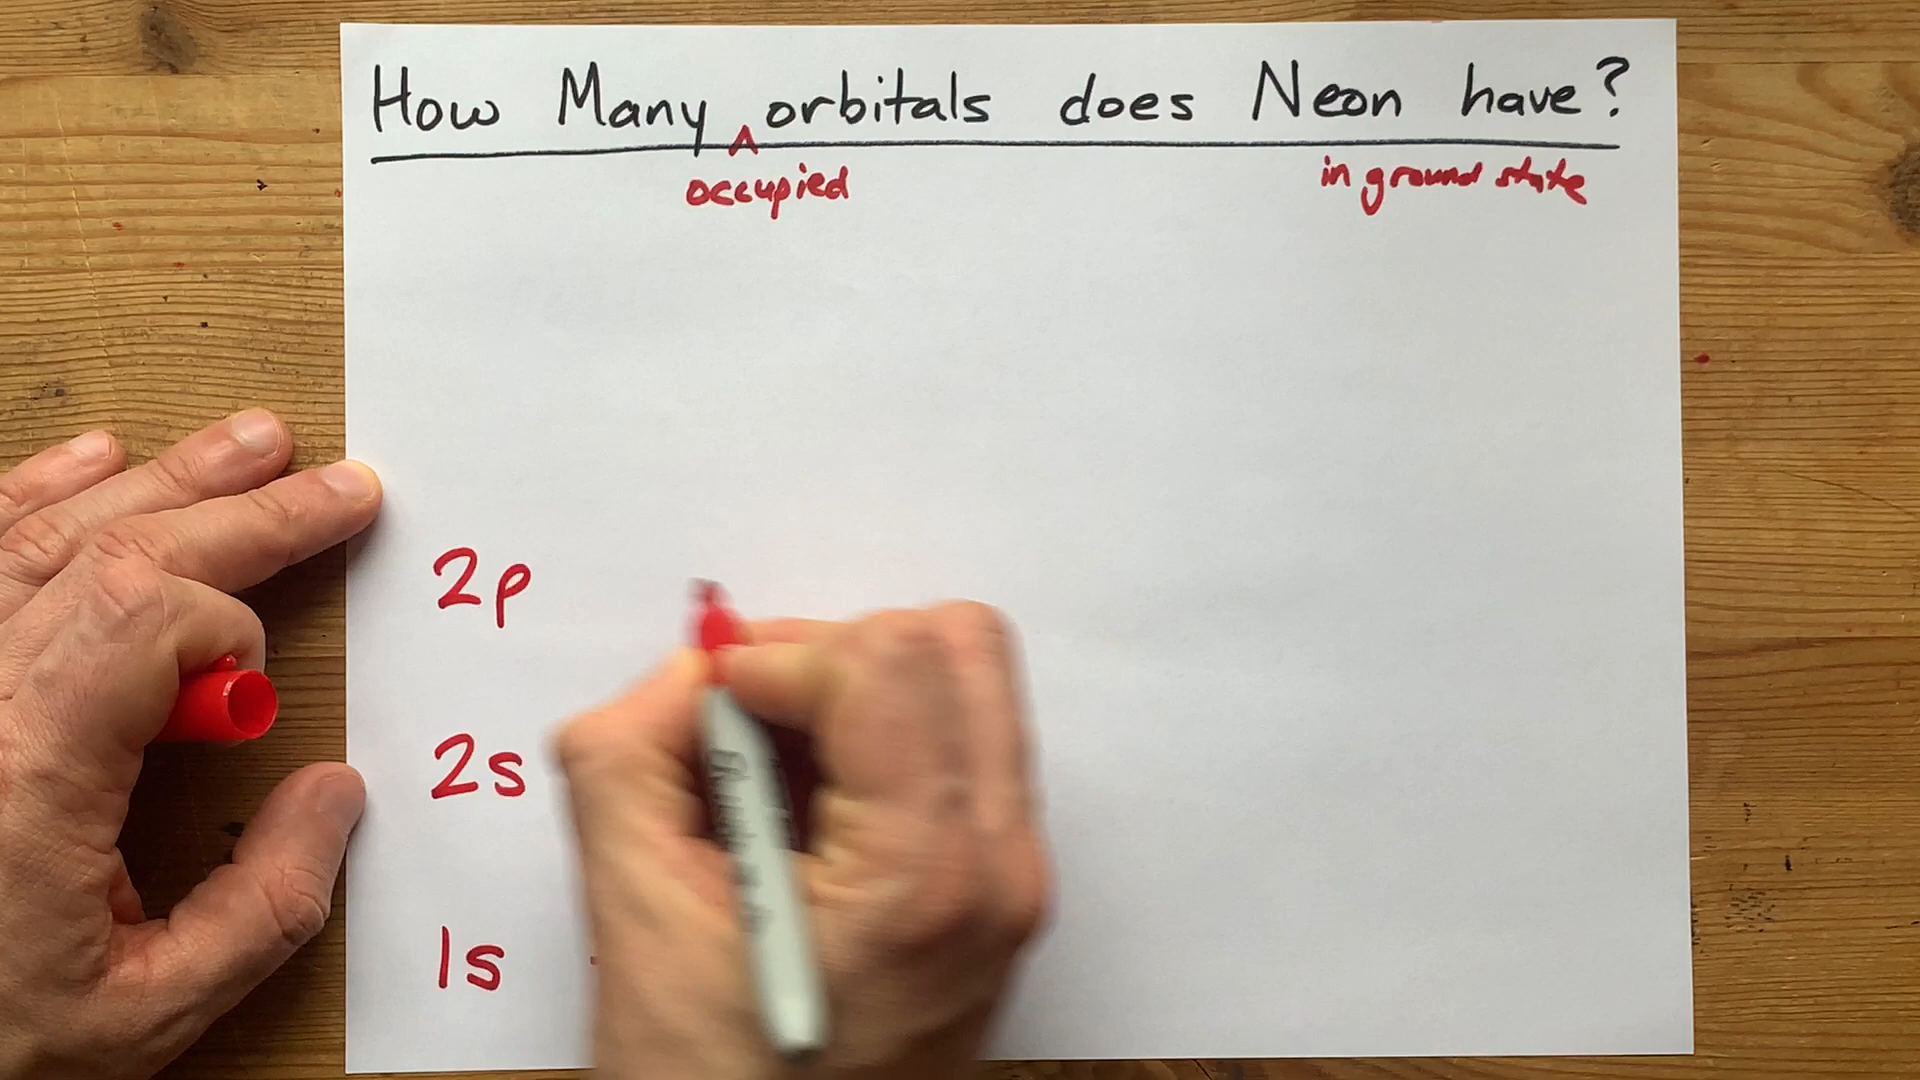 How Many ^ orbitals does Neon have?
occupied in ground state
2p
2s
1s